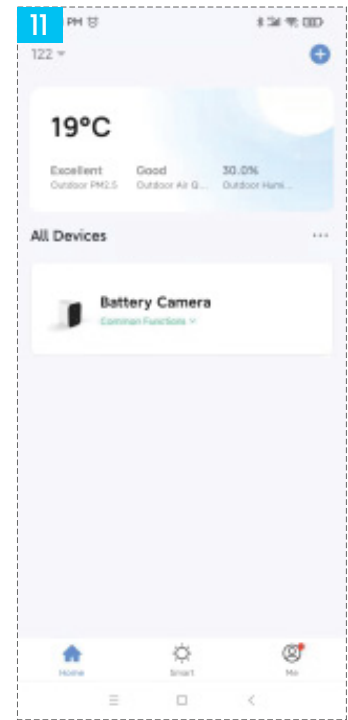 11 PM
122
19°C
Excellent Good 30.0%
Outdoor PM2.5 Outdoor Air Q... Outdoor Humi...
All Devices ...
Battery Camera
Common Functions
Home Smart Me